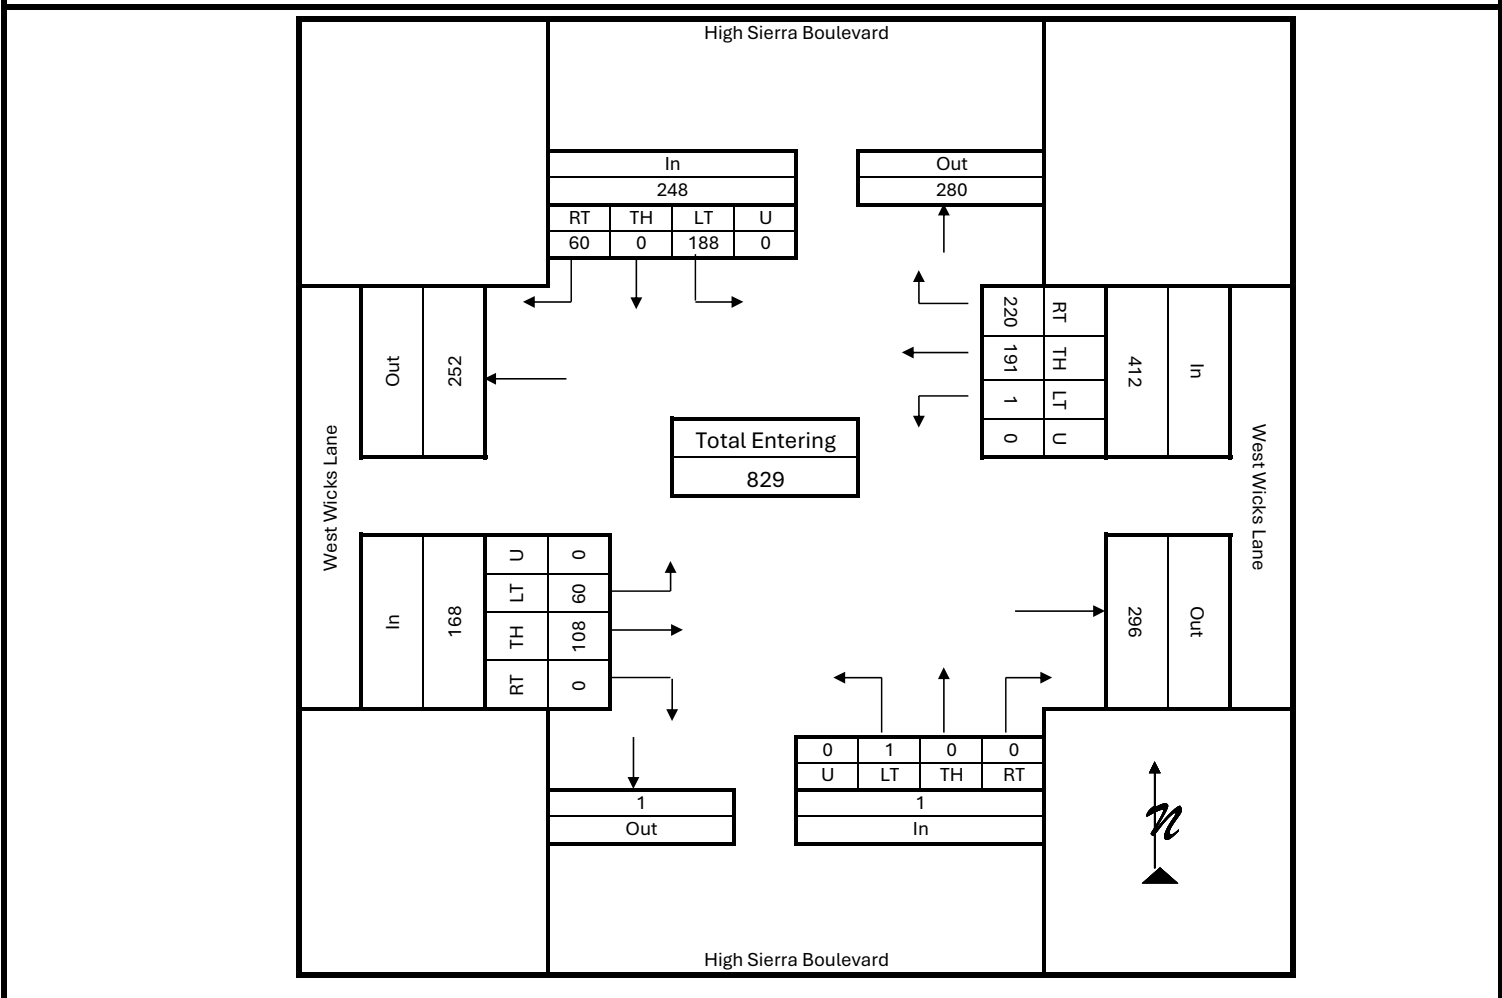 High Sierra Boulevard
In
248
RT TH LT U
60 0 188 0
Out
280
Out
252
West Wicks Lane
220 RT
191 TH
1 LT
0 U
412
In
West Wicks Lane
Total Entering
829
In
168
U 0
LT 60
TH 108
RT 0
296
Out
0 1 0 0
U LT TH RT
1
In
1
Out
N
High Sierra Boulevard